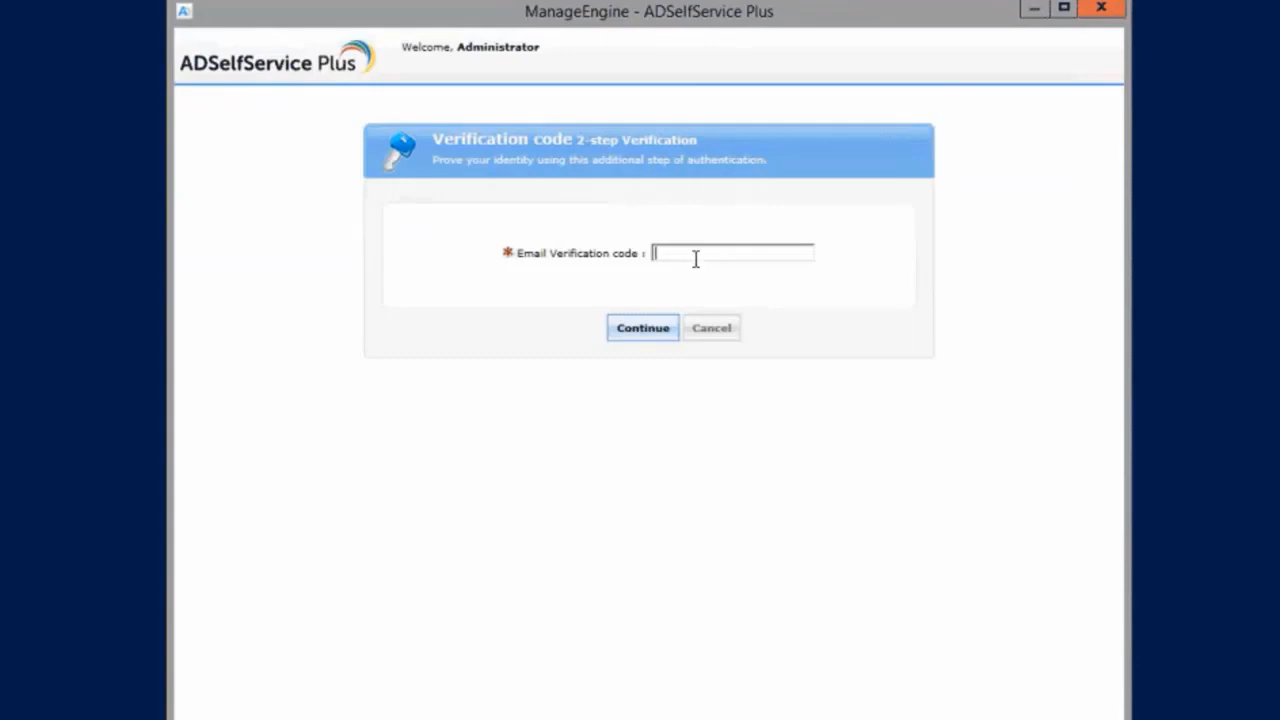 ManageEngine - ADSelfService Plus
ADSelfService Plus
Welcome, Administrator
Verification code 2-step Verification
Prove your identity using this additional step of authentication.
* Email Verification code :
Continue
Cancel